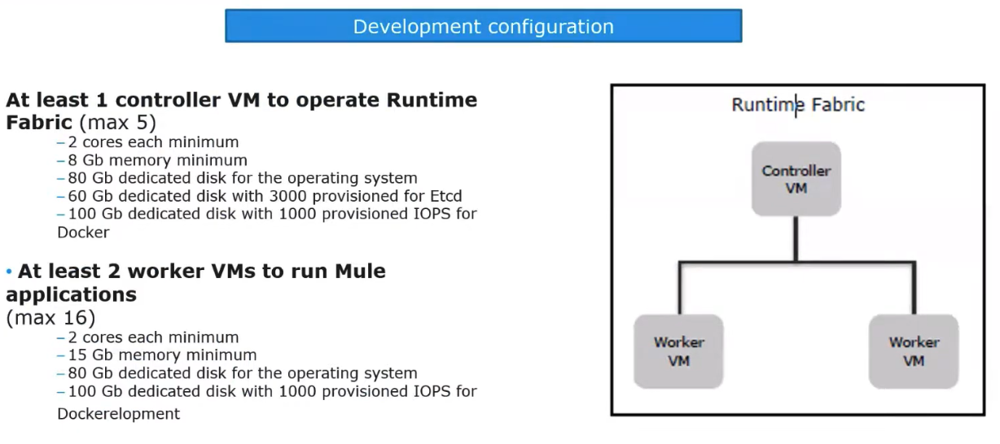 Development configuration
At least 1 controller VM to operate Runtime
Fabric (max 5)
– 2 cores each minimum
– 8 Gb memory minimum
– 80 Gb dedicated disk for the operating system
– 60 Gb dedicated disk with 3000 provisioned for Etcd
– 100 Gb dedicated disk with 1000 provisioned IOPS for
Docker
• At least 2 worker VMs to run Mule
applications
(max 16)
– 2 cores each minimum
– 15 Gb memory minimum
– 80 Gb dedicated disk for the operating system
– 100 Gb dedicated disk with 1000 provisioned IOPS for
Dockerelopment
Runtime Fabric
Controller
VM
Worker
VM
Worker
VM